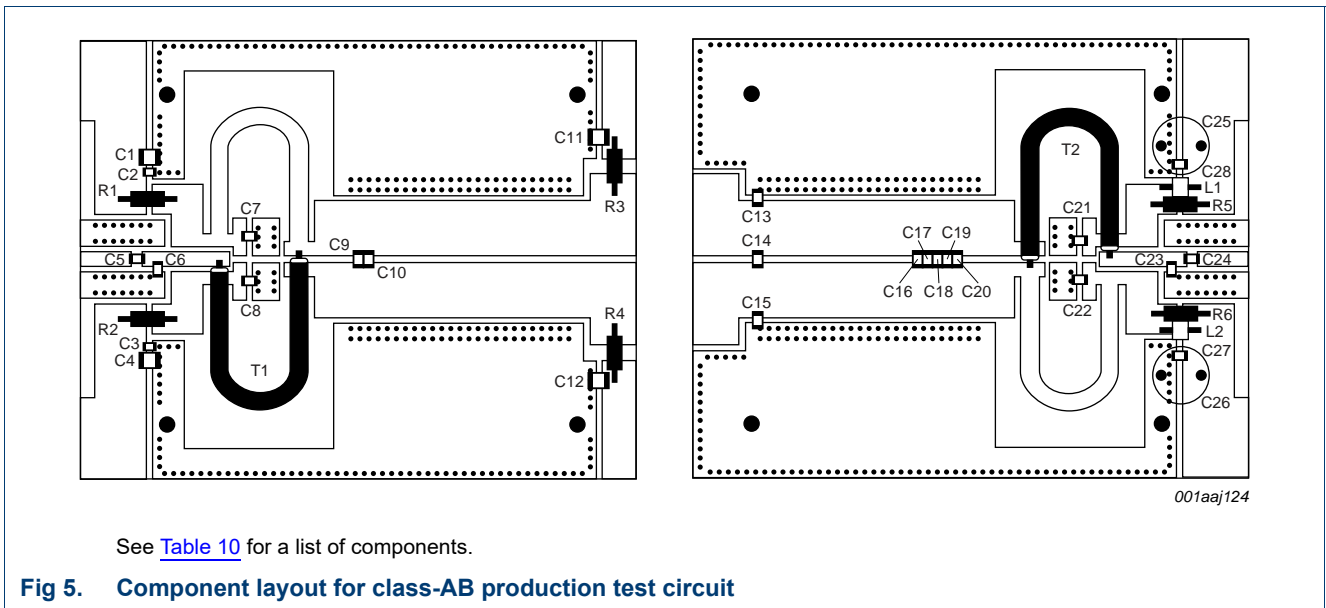 C1
C2
R1
C7
C5
C6
C9
C10
C8
R2
C3
C4
T1
C11
R3
R4
C12
C13
C14
C17
C19
C16
C18
C20
C15
T2
C21
C25
C28
L1
R5
C23
C24
C22
R6
L2
C27
C26
001aaj124
See Table 10 for a list of components.
Fig 5. Component layout for class-AB production test circuit